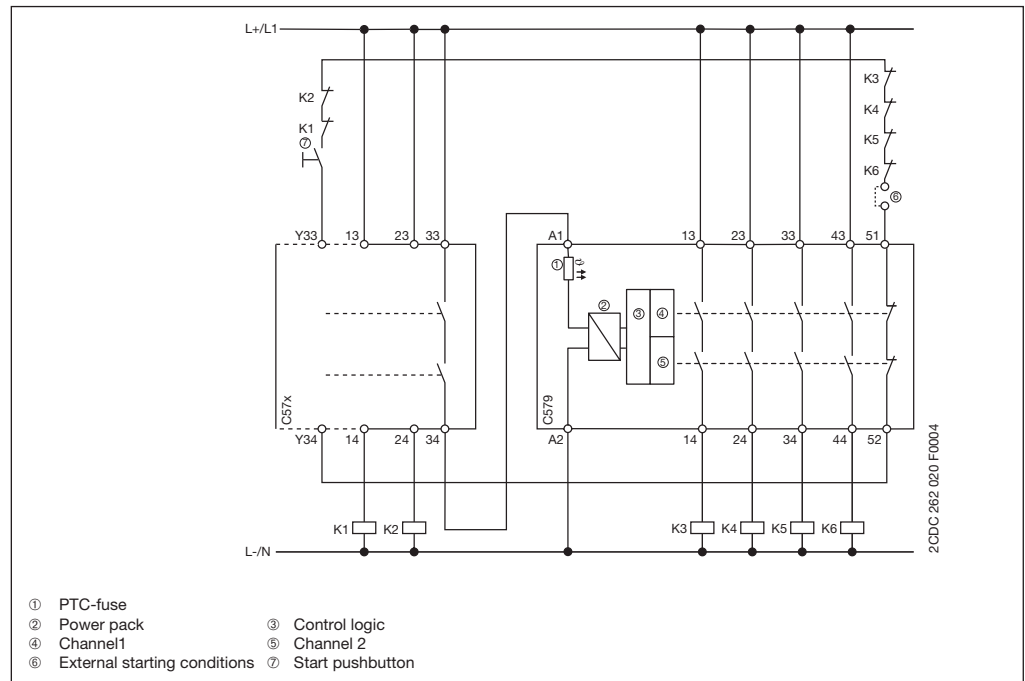 L+/L1
K2
K1
⑦
K3
K4
K5
K6
⑥
Y33 13 23 33 A1 13 23 33 43 51
① ϑ
②
③ ④
⑤
C57x
C579
Y34 14 24 34 A2 14 24 34 44 52
K1 K2 K3 K4 K5 K6
L-/N
2CDC 262 020 F0004
① PTC-fuse
② Power pack ③ Control logic
④ Channel1 ⑤ Channel 2
⑥ External starting conditions ⑦ Start pushbutton